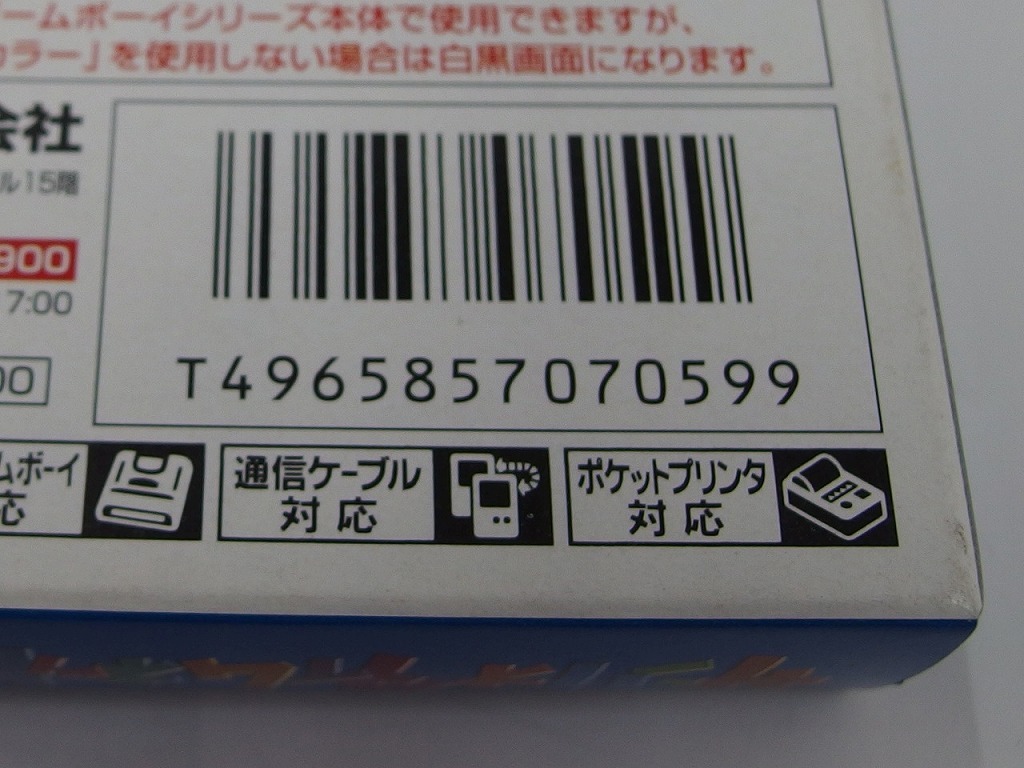 ームボーイシリーズ本体で使用できますが、
カラー」を使用しない場合は白黒画面になります。
会社
ル15階
900
7:00
00
T4965857070599
ムボーイ
応
通信ケーブル
対応
ポケットプリンタ
対応